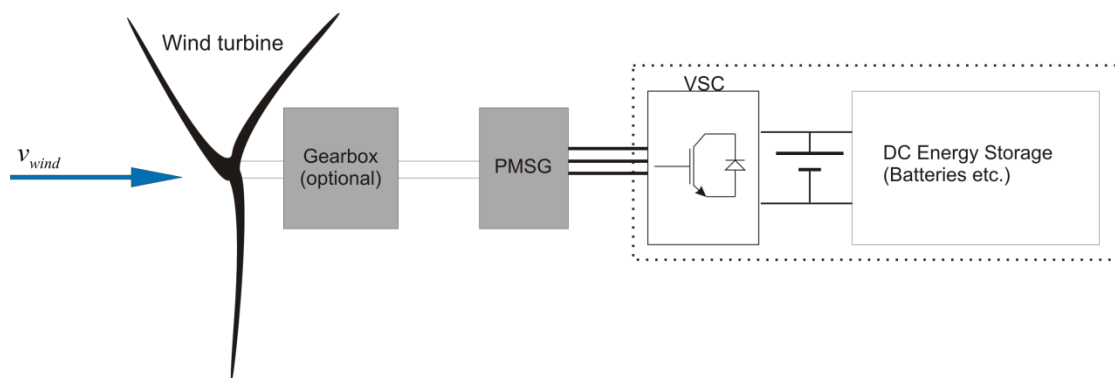 Wind turbine
v_wind
Gearbox
(optional)
PMSG
VSC
DC Energy Storage
(Batteries etc.)